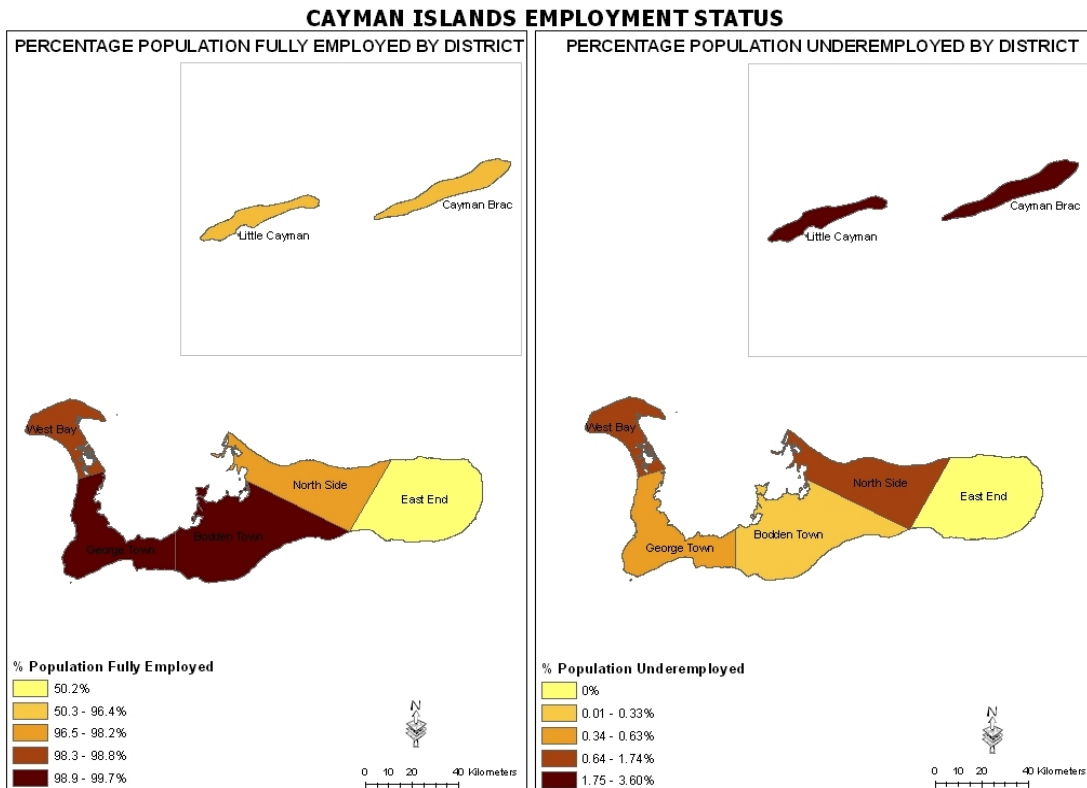 CAYMAN ISLANDS EMPLOYMENT STATUS
PERCENTAGE POPULATION FULLY EMPLOYED BY DISTRICT
Cayman Brac
Little Cayman
West Bay
North Side
East End
Bodden Town
George Town
% Population Fully Employed
50.2%
50.3 - 96.4%
96.5 - 98.2%
98.3 - 98.8%
98.9 - 99.7%
N
0 10 20 40 Kilometers
PERCENTAGE POPULATION UNDEREMPLOYED BY DISTRICT
Cayman Brac
Little Cayman
West Bay
North Side
East End
Bodden Town
George Town
% Population Underemployed
0%
0.01 - 0.33%
0.34 - 0.63%
0.64 - 1.74%
1.75 - 3.60%
N
0 10 20 40 Kilometers